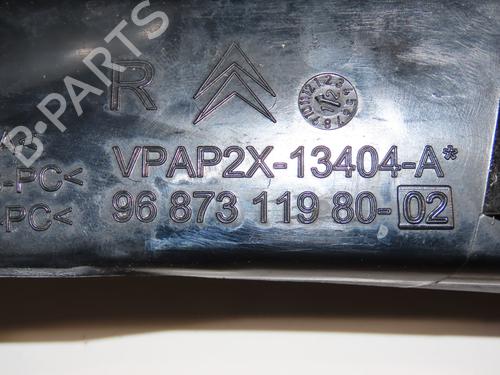 B-PARTS
R
VPAP2X-13404-A*
-PC<
96 873 119 80- 02
-PC<